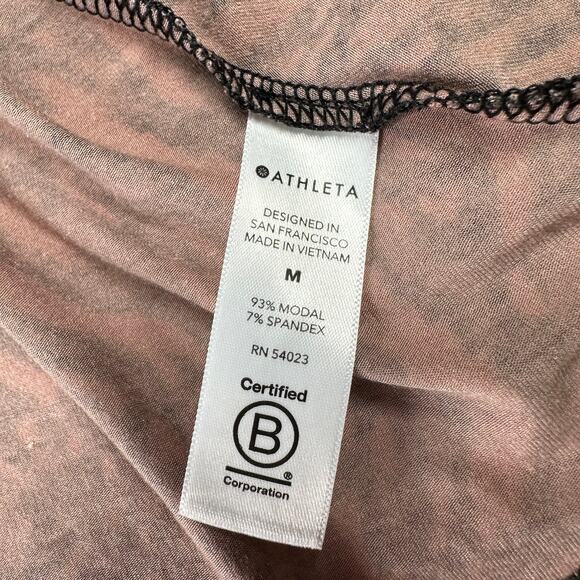 ATHLETA
DESIGNED IN
SAN FRANCISCO
MADE IN VIETNAM
M
93% MODAL
7% SPANDEX
RN 54023
Certified
B
®
Corporation